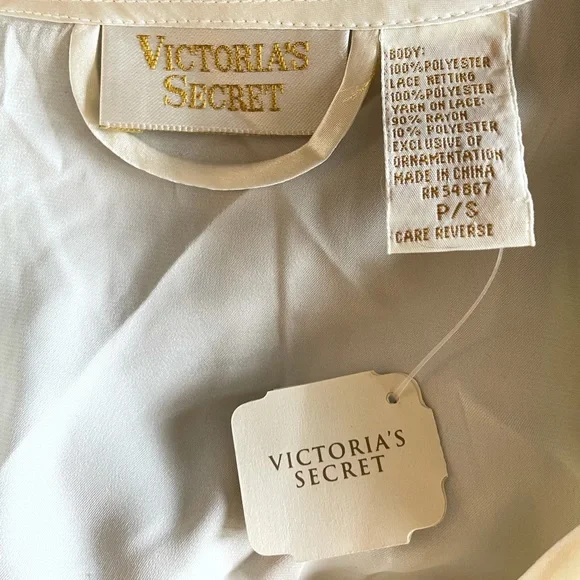 VICTORIA'S
SECRET
BODY:
100% POLYESTER
LACE NETTING
100% POLYESTER
YARN ON LACE:
90% RAYON
10% POLYESTER
EXCLUSIVE OF
ORNAMENTATION
MADE IN CHINA
RN 54867
P/S
CARE REVERSE
VICTORIA'S
SECRET